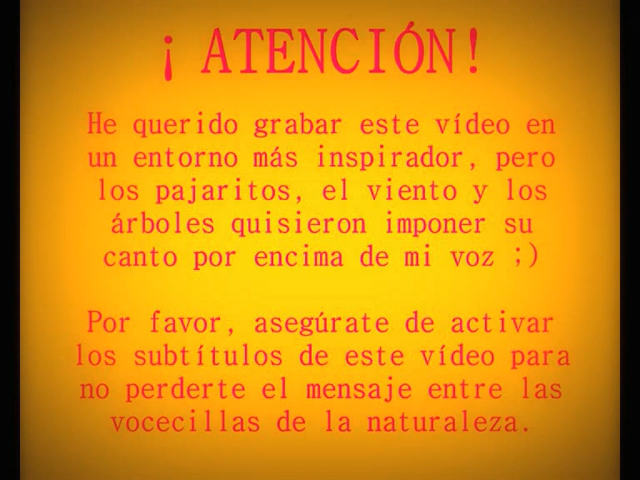 ¡ ATENCIÓN!
He querido grabar este vídeo en
un entorno más inspirador, pero
los pajaritos, el viento y los
árboles quisieron imponer su
canto por encima de mi voz ;)
Por favor, asegúrate de activar
los subtítulos de este vídeo para
no perderte el mensaje entre las
vocecillas de la naturaleza.